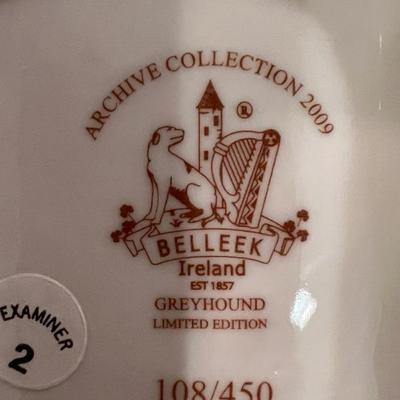 ARCHIVE COLLECTION 2009
®
BELLEEK
Ireland
EST 1857
GREYHOUND
LIMITED EDITION
108/450
EXAMINER
2